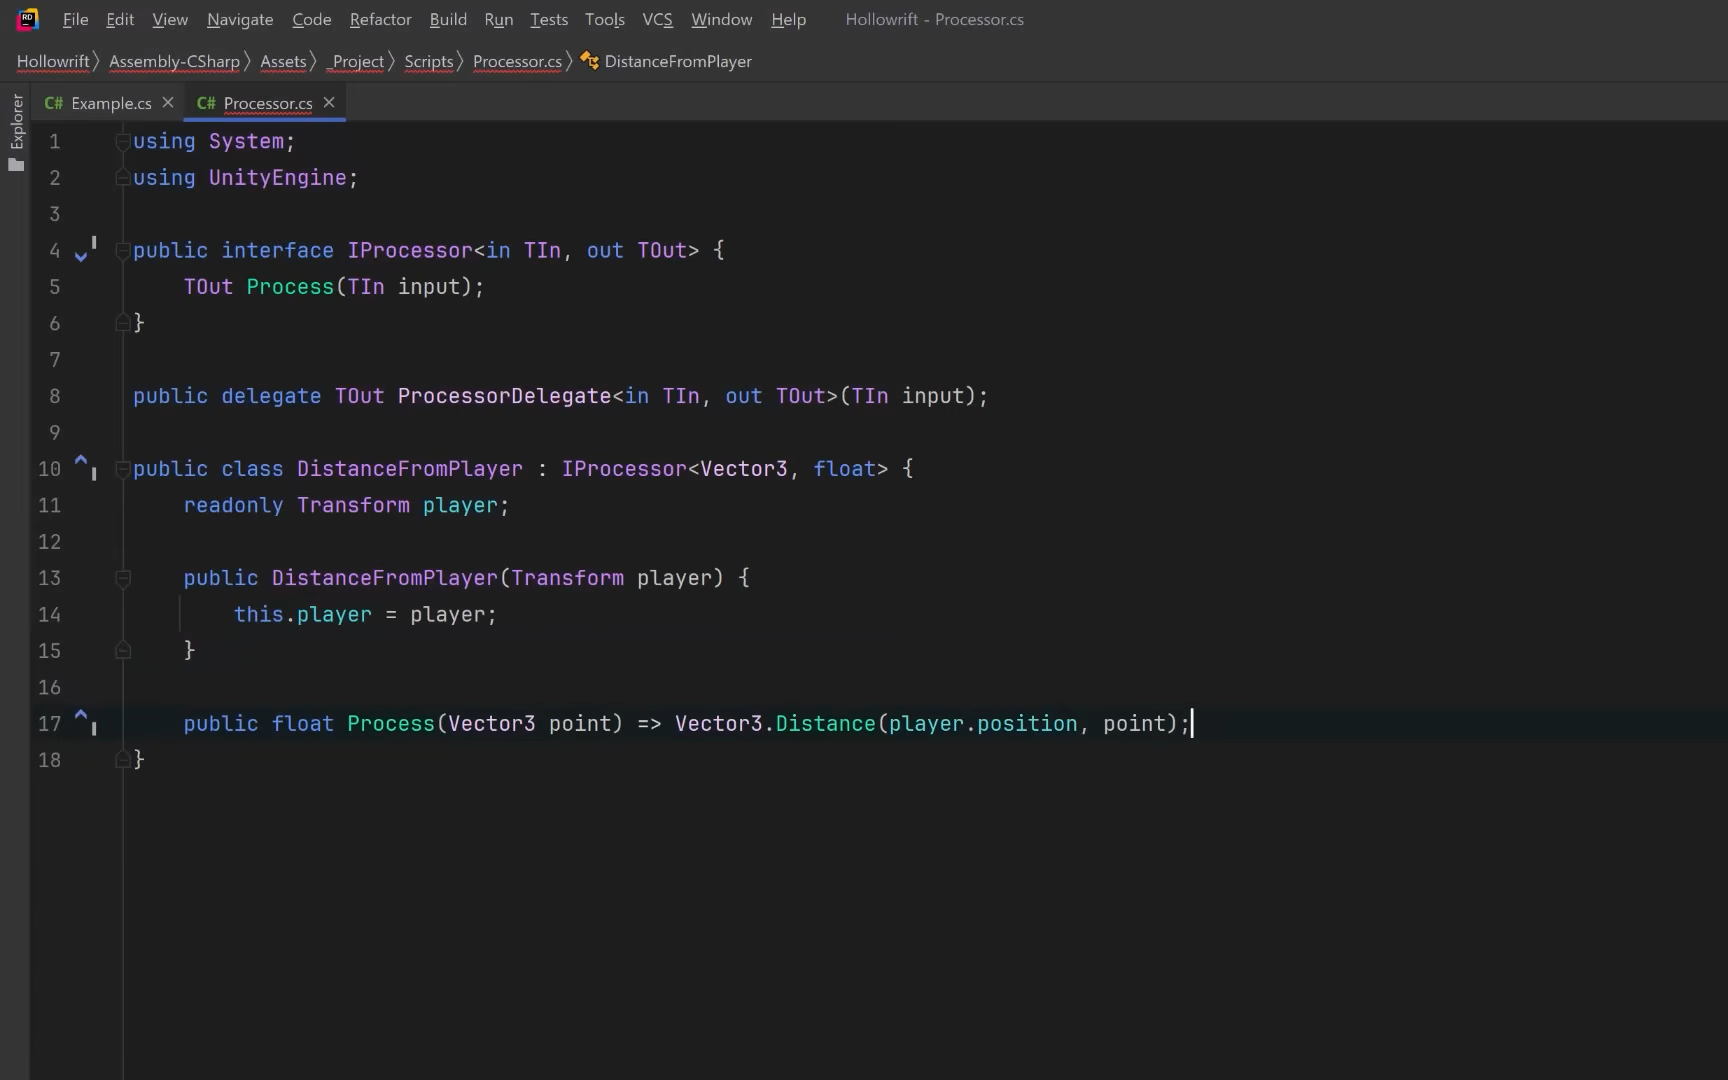 RD File Edit View Navigate Code Refactor Build Run Tests Tools VCS Window Help Hollowrift - Processor.cs
Hollowrift Assembly-CSharp Assets _Project Scripts Processor.cs DistanceFromPlayer
Explorer
C# Example.cs C# Processor.cs
1 using System;
2 using UnityEngine;
3
4 public interface IProcessor<in TIn, out TOut> {
5     TOut Process(TIn input);
6 }
7
8 public delegate TOut ProcessorDelegate<in TIn, out TOut>(TIn input);
9
10 public class DistanceFromPlayer : IProcessor<Vector3, float> {
11     readonly Transform player;
12
13     public DistanceFromPlayer(Transform player) {
14         this.player = player;
15     }
16
17     public float Process(Vector3 point) => Vector3.Distance(player.position, point);
18 }